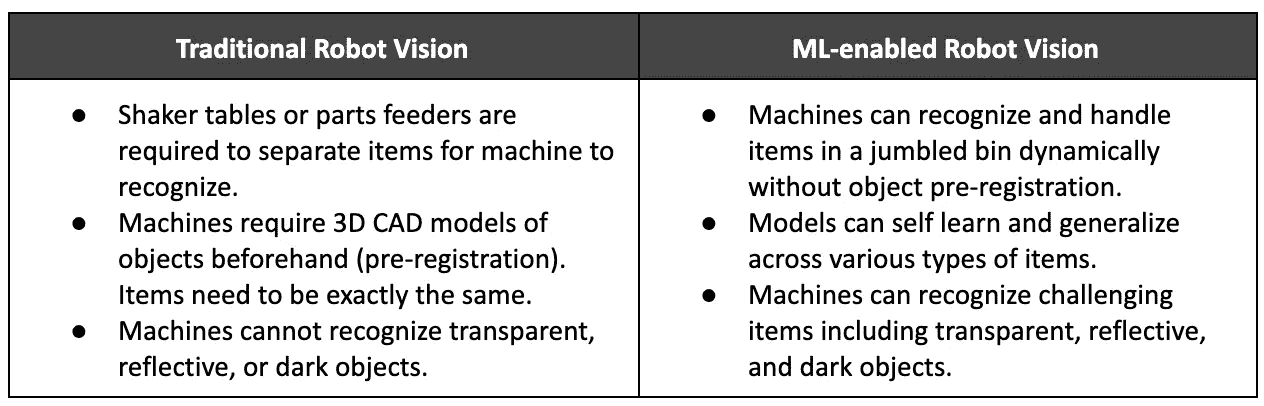 Traditional Robot Vision
ML-enabled Robot Vision
● Shaker tables or parts feeders are
required to separate items for machine to
recognize.
● Machines require 3D CAD models of
objects beforehand (pre-registration).
Items need to be exactly the same.
● Machines cannot recognize transparent,
reflective, or dark objects.
● Machines can recognize and handle
items in a jumbled bin dynamically
without object pre-registration.
● Models can self learn and generalize
across various types of items.
● Machines can recognize challenging
items including transparent, reflective,
and dark objects.